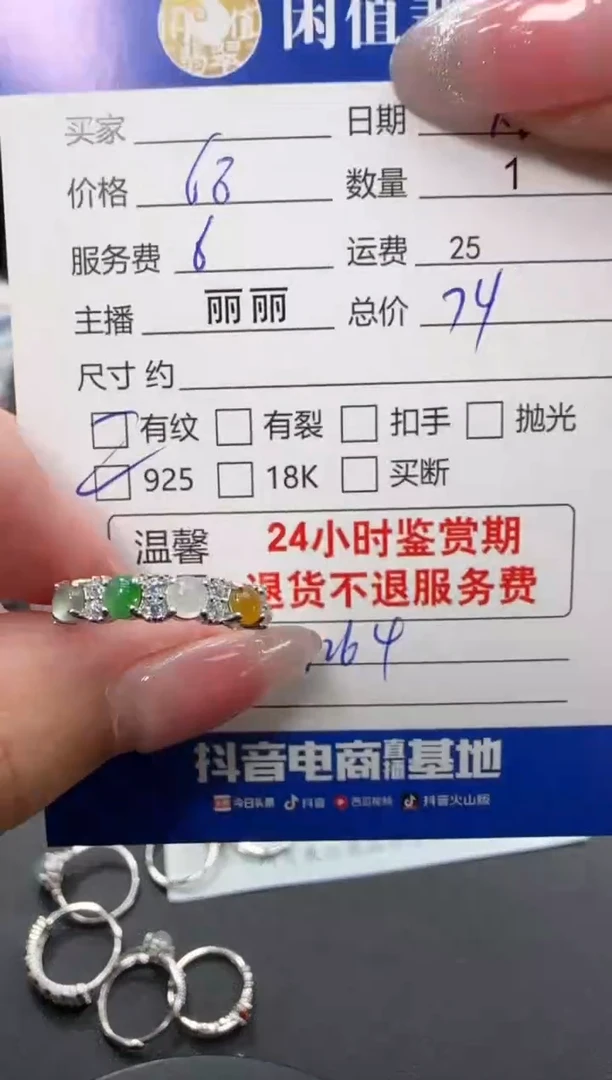 闲值
买家 日期
价格 68 数量 1
服务费 6 运费 25
主播 丽丽 总价 74
尺寸 约
有纹 有裂 扣手 抛光
925 18K 买断
温馨 24小时鉴赏期
退货不退服务费
264
抖音电商直播基地
今日头条 抖音 西瓜视频 抖音火山版